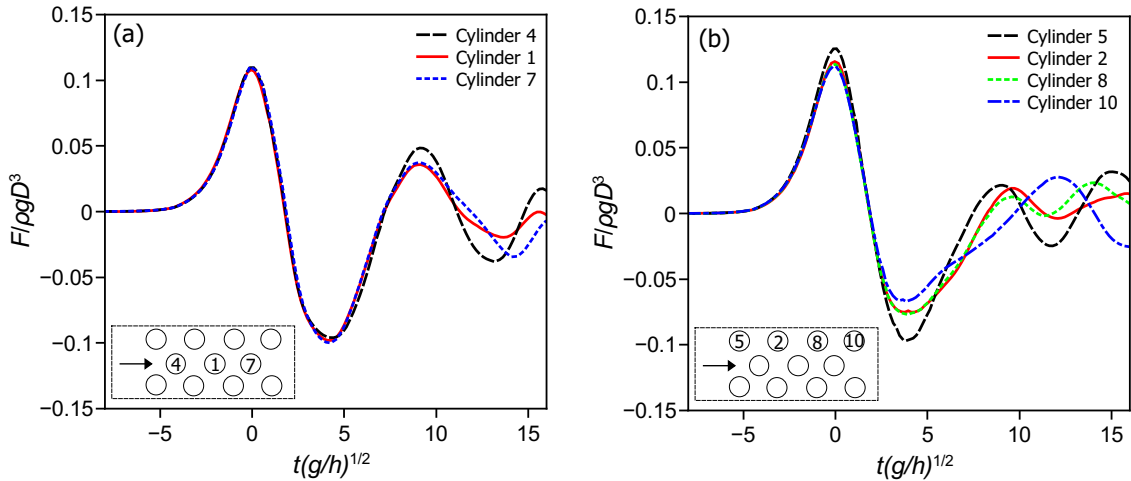 (a)
Cylinder 4
Cylinder 1
Cylinder 7
0.15
0.1
0.05
0
−0.05
−0.1
−0.15
F/ρgD³
4 1 7
−5 0 5 10 15
t(g/h)^1/2
(b)
Cylinder 5
Cylinder 2
Cylinder 8
Cylinder 10
0.15
0.1
0.05
0
−0.05
−0.1
−0.15
F/ρgD³
5 2 8 10
−5 0 5 10 15
t(g/h)^1/2